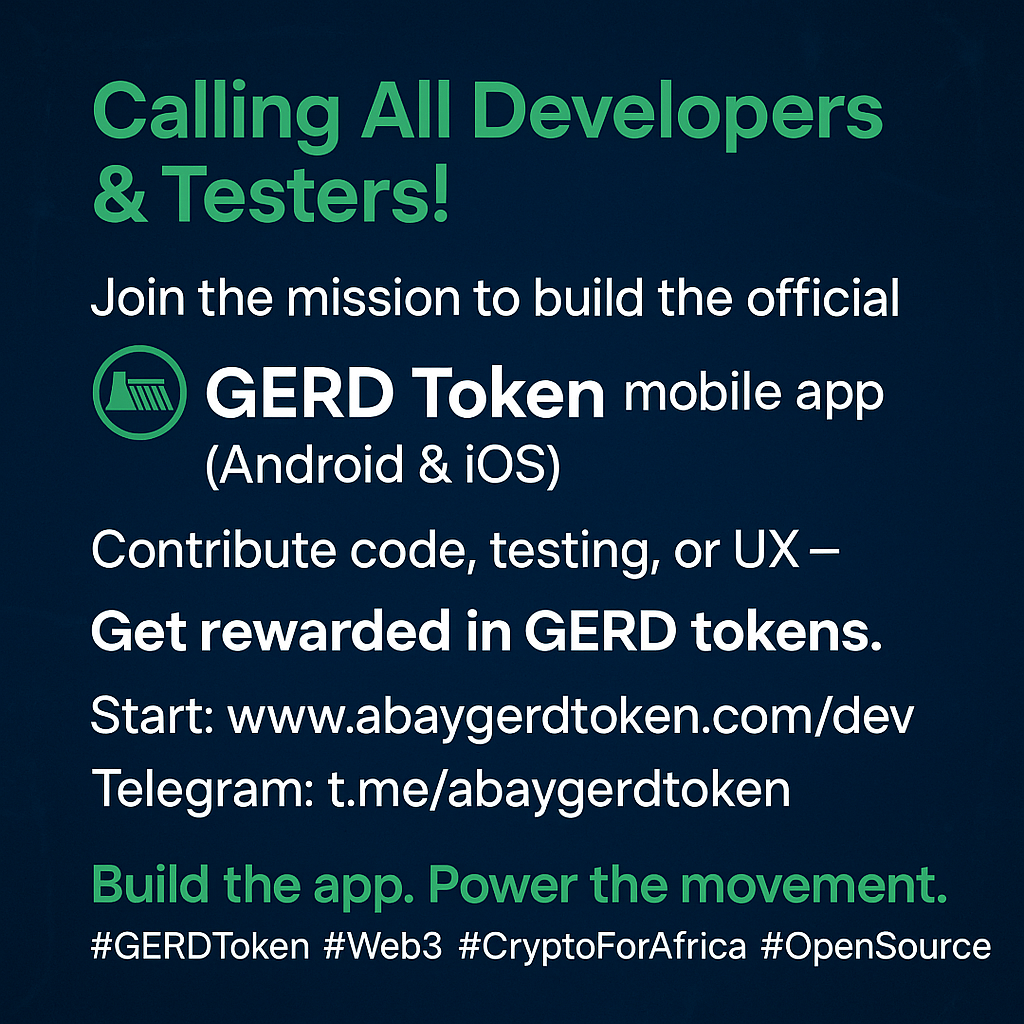 Calling All Developers
& Testers!
Join the mission to build the official
GERD Token mobile app
(Android & iOS)
Contribute code, testing, or UX –
Get rewarded in GERD tokens.
Start: www.abaygerdtoken.com/dev
Telegram: t.me/abaygerdtoken
Build the app. Power the movement.
#GERDToken #Web3 #CryptoForAfrica #OpenSource